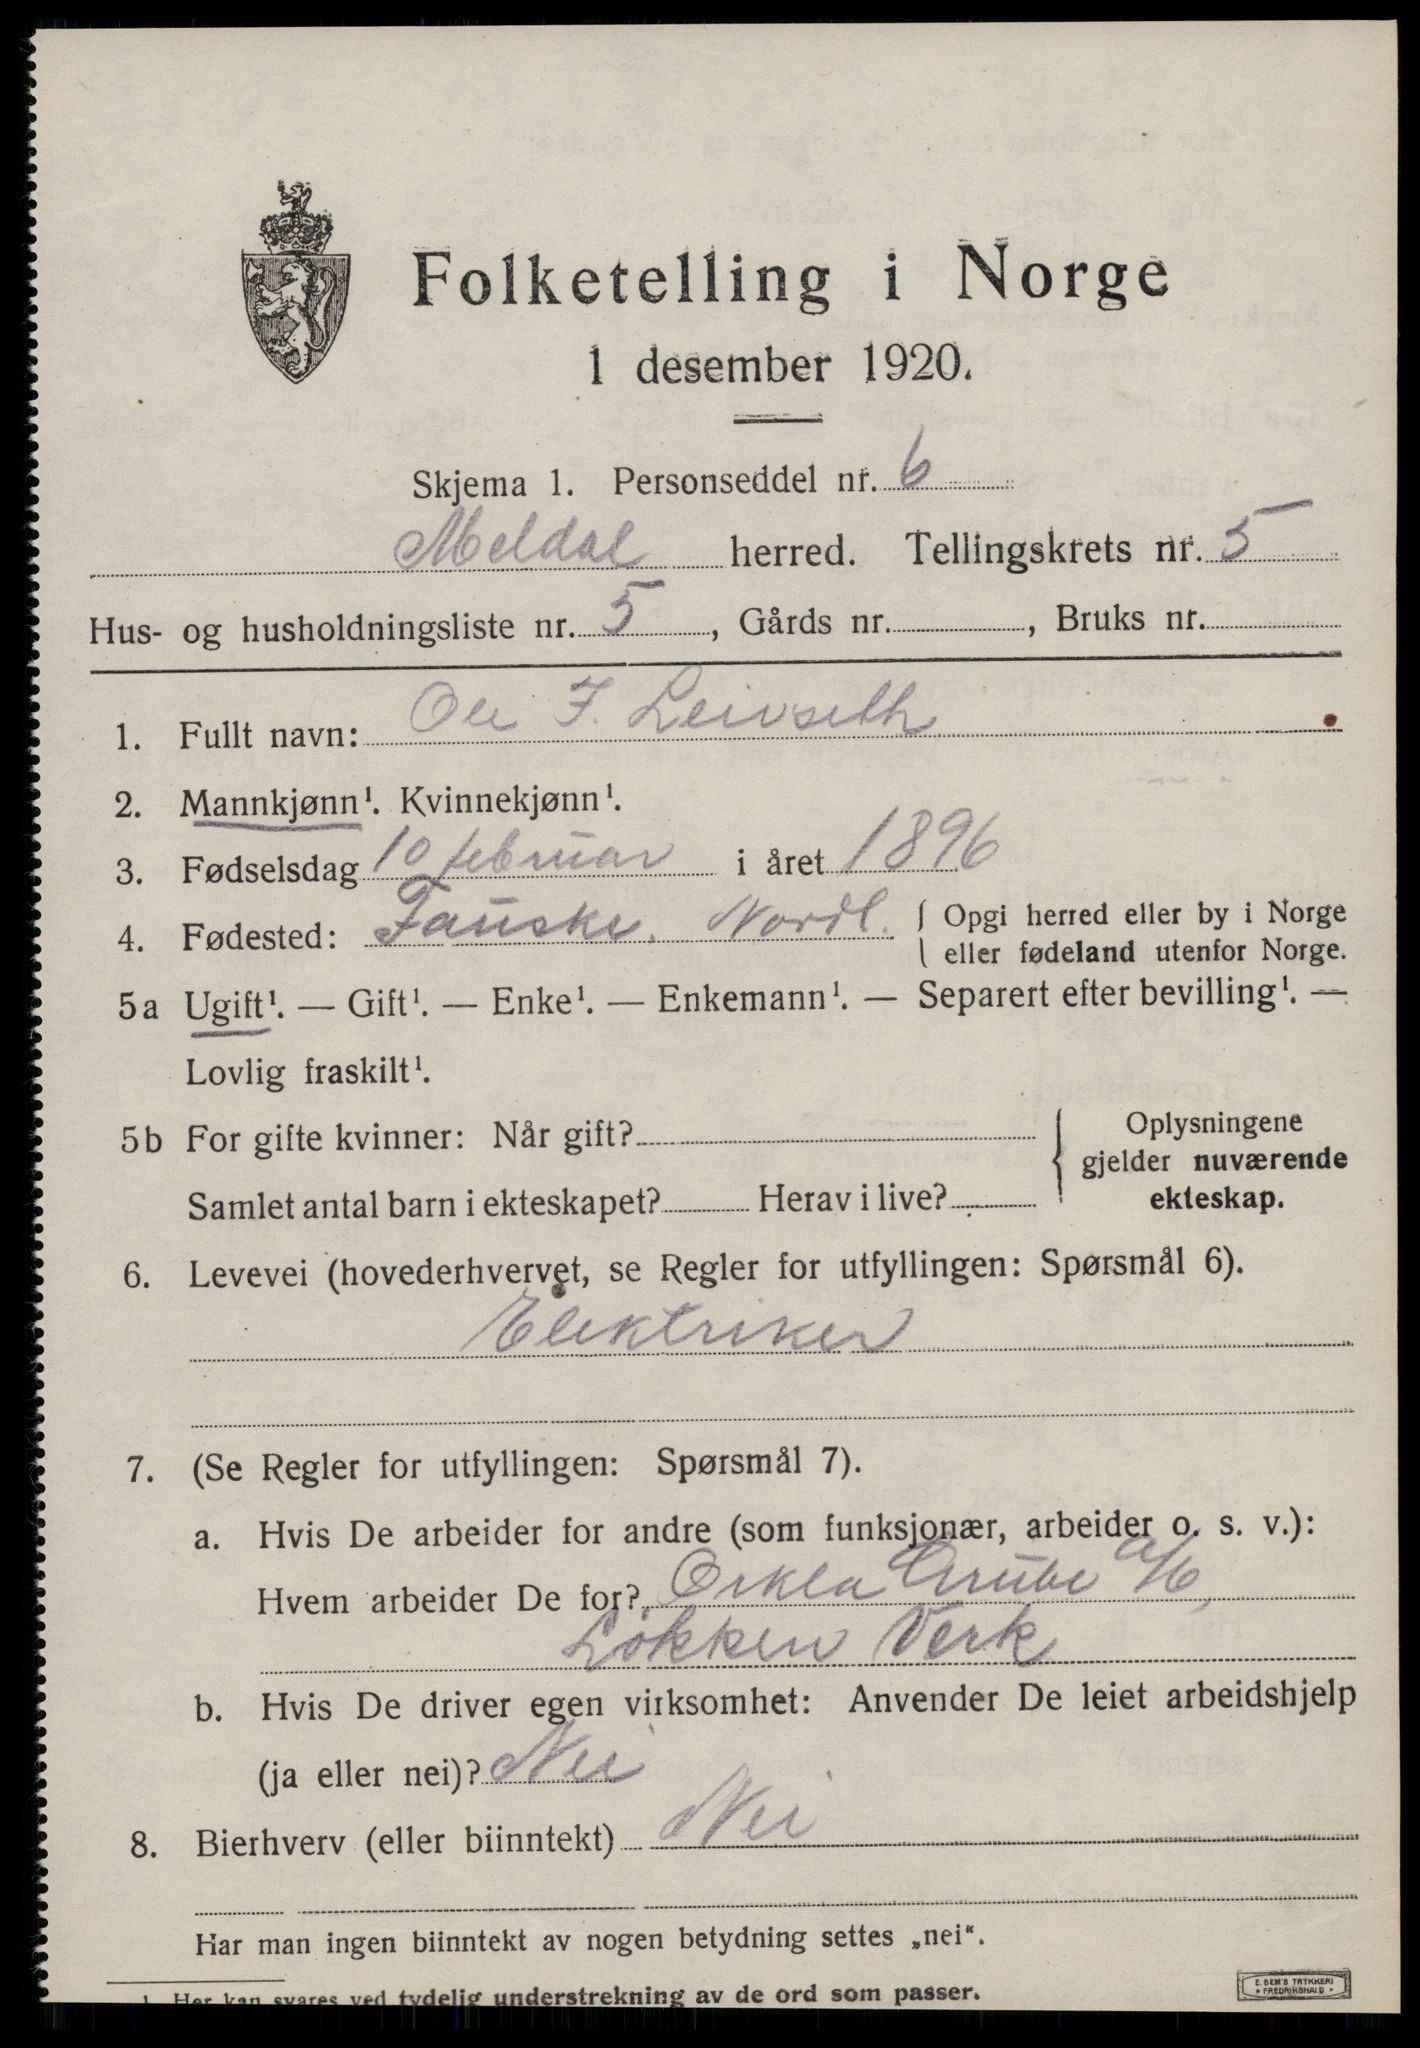 Folketelling i Norge
1 desember 1920.
Skjema 1. Personseddel nr. 6
Meldal herred. Tellingskrets nr. 5
Hus- og husholdningsliste nr. 5, Gårds nr. , Bruks nr.
1. Fullt navn: Ole F. Leivseth
2. Mannkjønn¹. Kvinnekjønn¹.
3. Fødselsdag 10 februar i året 1896
4. Fødested: Fauske. Nordl. { Opgi herred eller by i Norge
eller fødeland utenfor Norge.
5a Ugift¹. — Gift¹. — Enke¹. — Enkemann¹. — Separert efter bevilling¹. —
Lovlig fraskilt¹.
5b For gifte kvinner: Når gift? { Oplysningene
gjelder nuværende
Samlet antal barn i ekteskapet? Herav i live? ekteskap.
6. Levevei (hovederhvervet, se Regler for utfyllingen: Spørsmål 6).
Elektriker
7. (Se Regler for utfyllingen: Spørsmål 7).
a. Hvis De arbeider for andre (som funksjonær, arbeider o. s. v.):
Hvem arbeider De for? Orkla Grube A/B,
Løkken Verk
b. Hvis De driver egen virksomhet: Anvender De leiet arbeidshjelp
(ja eller nei)? Nei
8. Bierhverv (eller biinntekt) Nei
Har man ingen biinntekt av nogen betydning settes „nei“.
1 Her kan svares ved tydelig understrekning av de ord som passer.
E. SEM'S TRYKKERI
* FREDRIKSHALD *